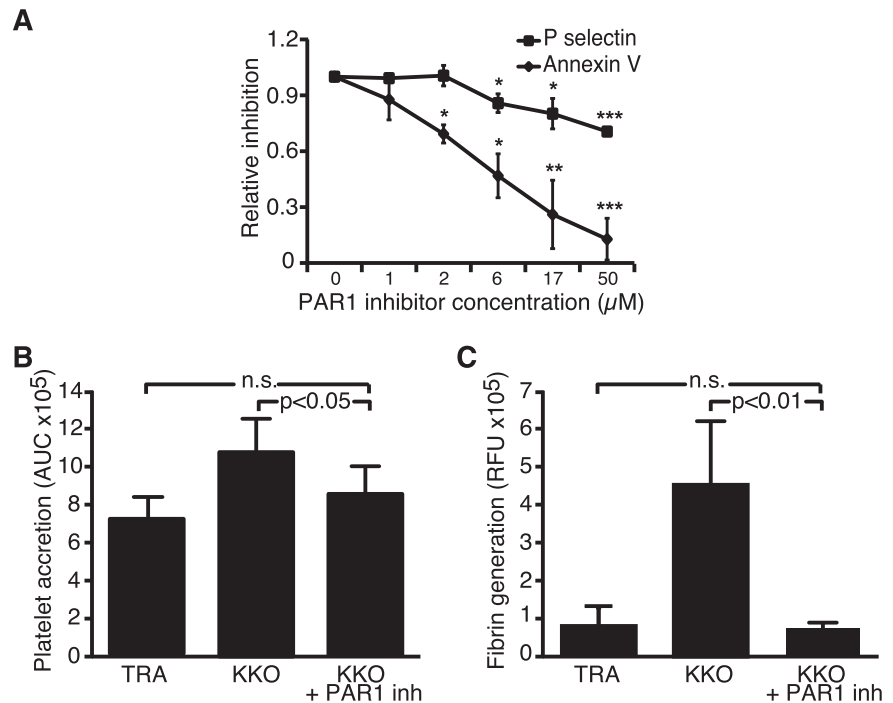 A
1.2
0.9
0.6
0.3
0
Relative inhibition
P selectin
Annexin V
* * ***
* * ** ***
0 1 2 6 17 50
PAR1 inhibitor concentration (µM)
B
Platelet accretion (AUC x10⁵)
14
12
10
8
6
4
2
0
n.s.
p<0.05
TRA KKO KKO
+ PAR1 inh
C
Fibrin generation (RFU x10⁵)
7
6
5
4
3
2
1
0
n.s.
p<0.01
TRA KKO KKO
+ PAR1 inh